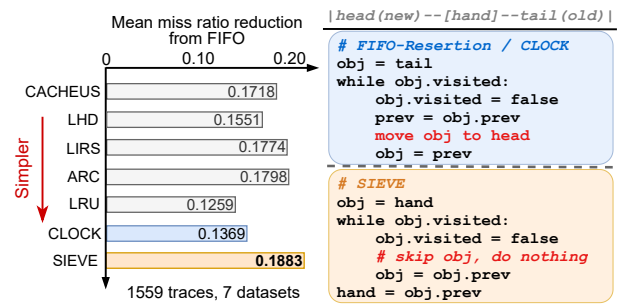 Mean miss ratio reduction
from FIFO
0 0.10 0.20
CACHEUS 0.1718
LHD 0.1551
LIRS 0.1774
ARC 0.1798
LRU 0.1259
CLOCK 0.1369
SIEVE 0.1883
Simpler
1559 traces, 7 datasets
|head(new)--[hand]--tail(old)|
# FIFO-Resertion / CLOCK
obj = tail
while obj.visited:
    obj.visited = false
    prev = obj.prev
    move obj to head
    obj = prev
# SIEVE
obj = hand
while obj.visited:
    obj.visited = false
    # skip obj, do nothing
    obj = obj.prev
hand = obj.prev